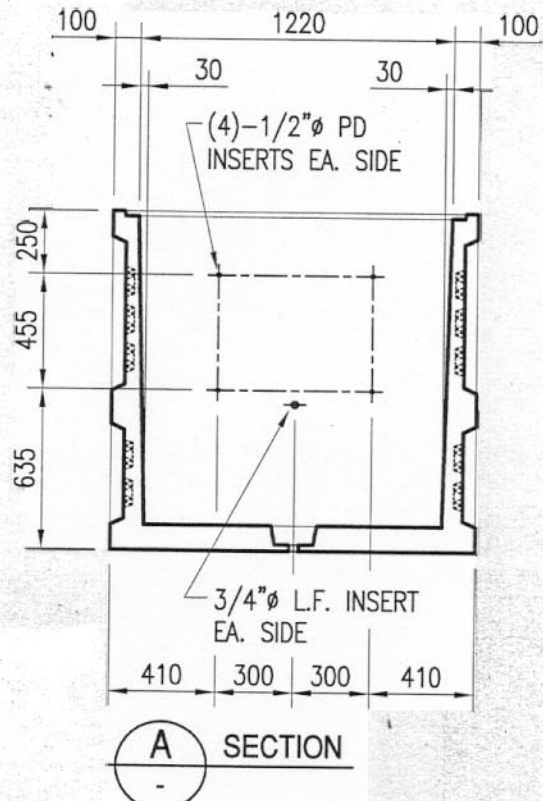 100 1220 100
30 30
(4)-1/2"ø PD
INSERTS EA. SIDE
250
455
635
3/4"ø L.F. INSERT
EA. SIDE
410 300 300 410
A SECTION
-